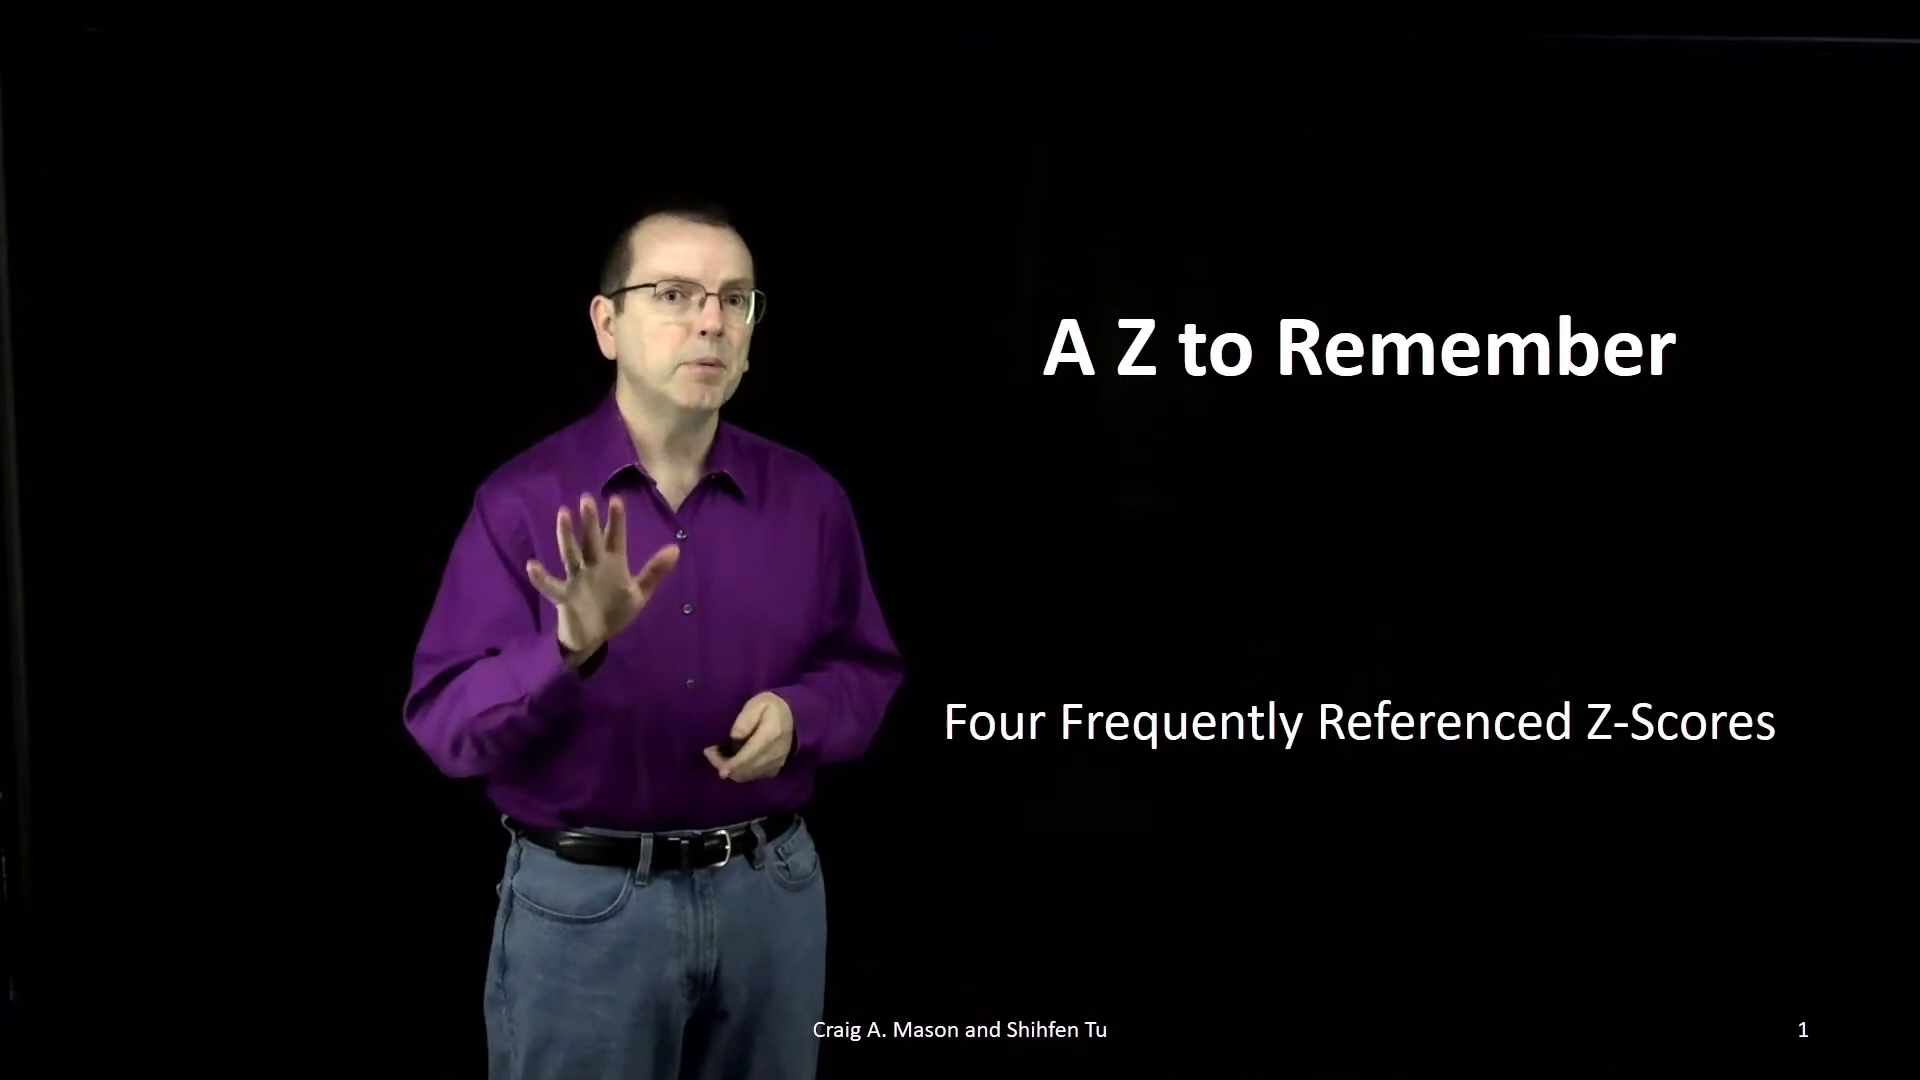 A Z to Remember
Four Frequently Referenced Z-Scores
Craig A. Mason and Shihfen Tu
1